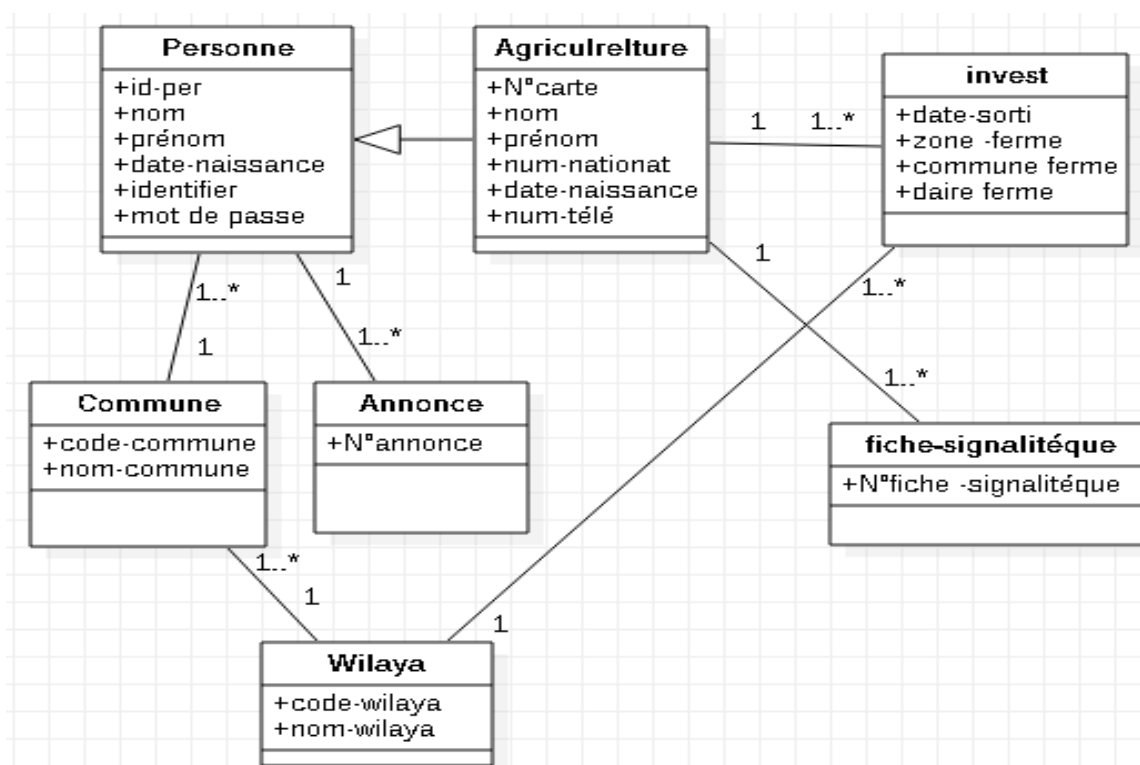 Personne
+id-per
+nom
+prénom
+date-naissance
+identifier
+mot de passe
Agriculrelture
+N°carte
+nom
+prénom
+num-nationat
+date-naissance
+num-télé
invest
+date-sorti
+zone -ferme
+commune ferme
+daire ferme
1
1..*
1..*
1
1
1..*
1
1..*
1..*
1
Commune
+code-commune
+nom-commune
Annonce
+N°annonce
fiche-signalitéque
+N°fiche -signalitéque
1..*
1
Wilaya
+code-wilaya
+nom-wilaya